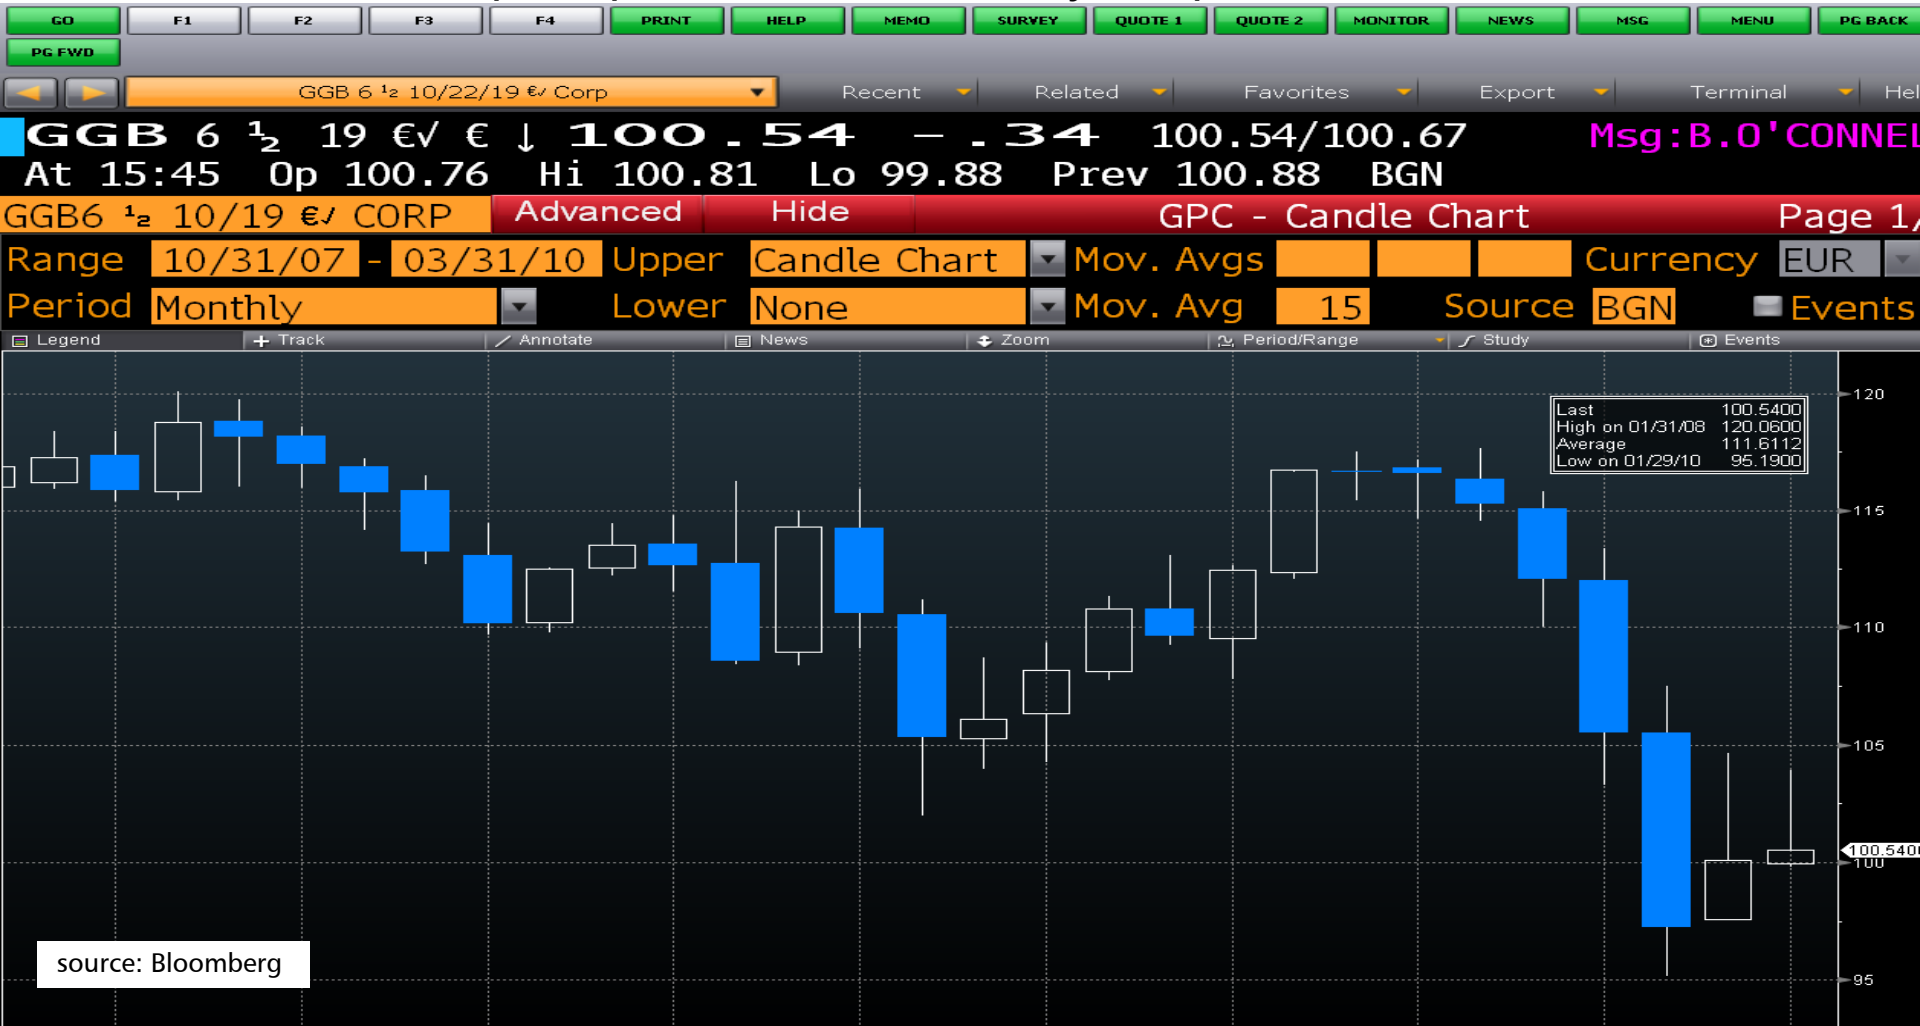 GO F1 F2 F3 F4 PRINT HELP MEMO SURVEY QUOTE 1 QUOTE 2 MONITOR NEWS MSG MENU PG BACK
PG FWD
GGB 6 ½ 10/22/19 €√ Corp Recent Related Favorites Export Terminal
GGB 6 ½ 19 €√ € ↓ 100.54 -.34 100.54/100.67 Msg:B.O'CONNEL
At 15:45 Op 100.76 Hi 100.81 Lo 99.88 Prev 100.88 BGN
GGB6 ½ 10/19 €√ CORP Advanced Hide GPC - Candle Chart Page 1/
Range 10/31/07 - 03/31/10 Upper Candle Chart Mov. Avgs Currency EUR
Period Monthly Lower None Mov. Avg 15 Source BGN Events
Legend Track Annotate News Zoom Period/Range Study Events
120
Last 100.5400
High on 01/31/08 120.0600
Average 111.6112
Low on 01/29/10 95.1900
115
110
105
100.540
100
source: Bloomberg
95